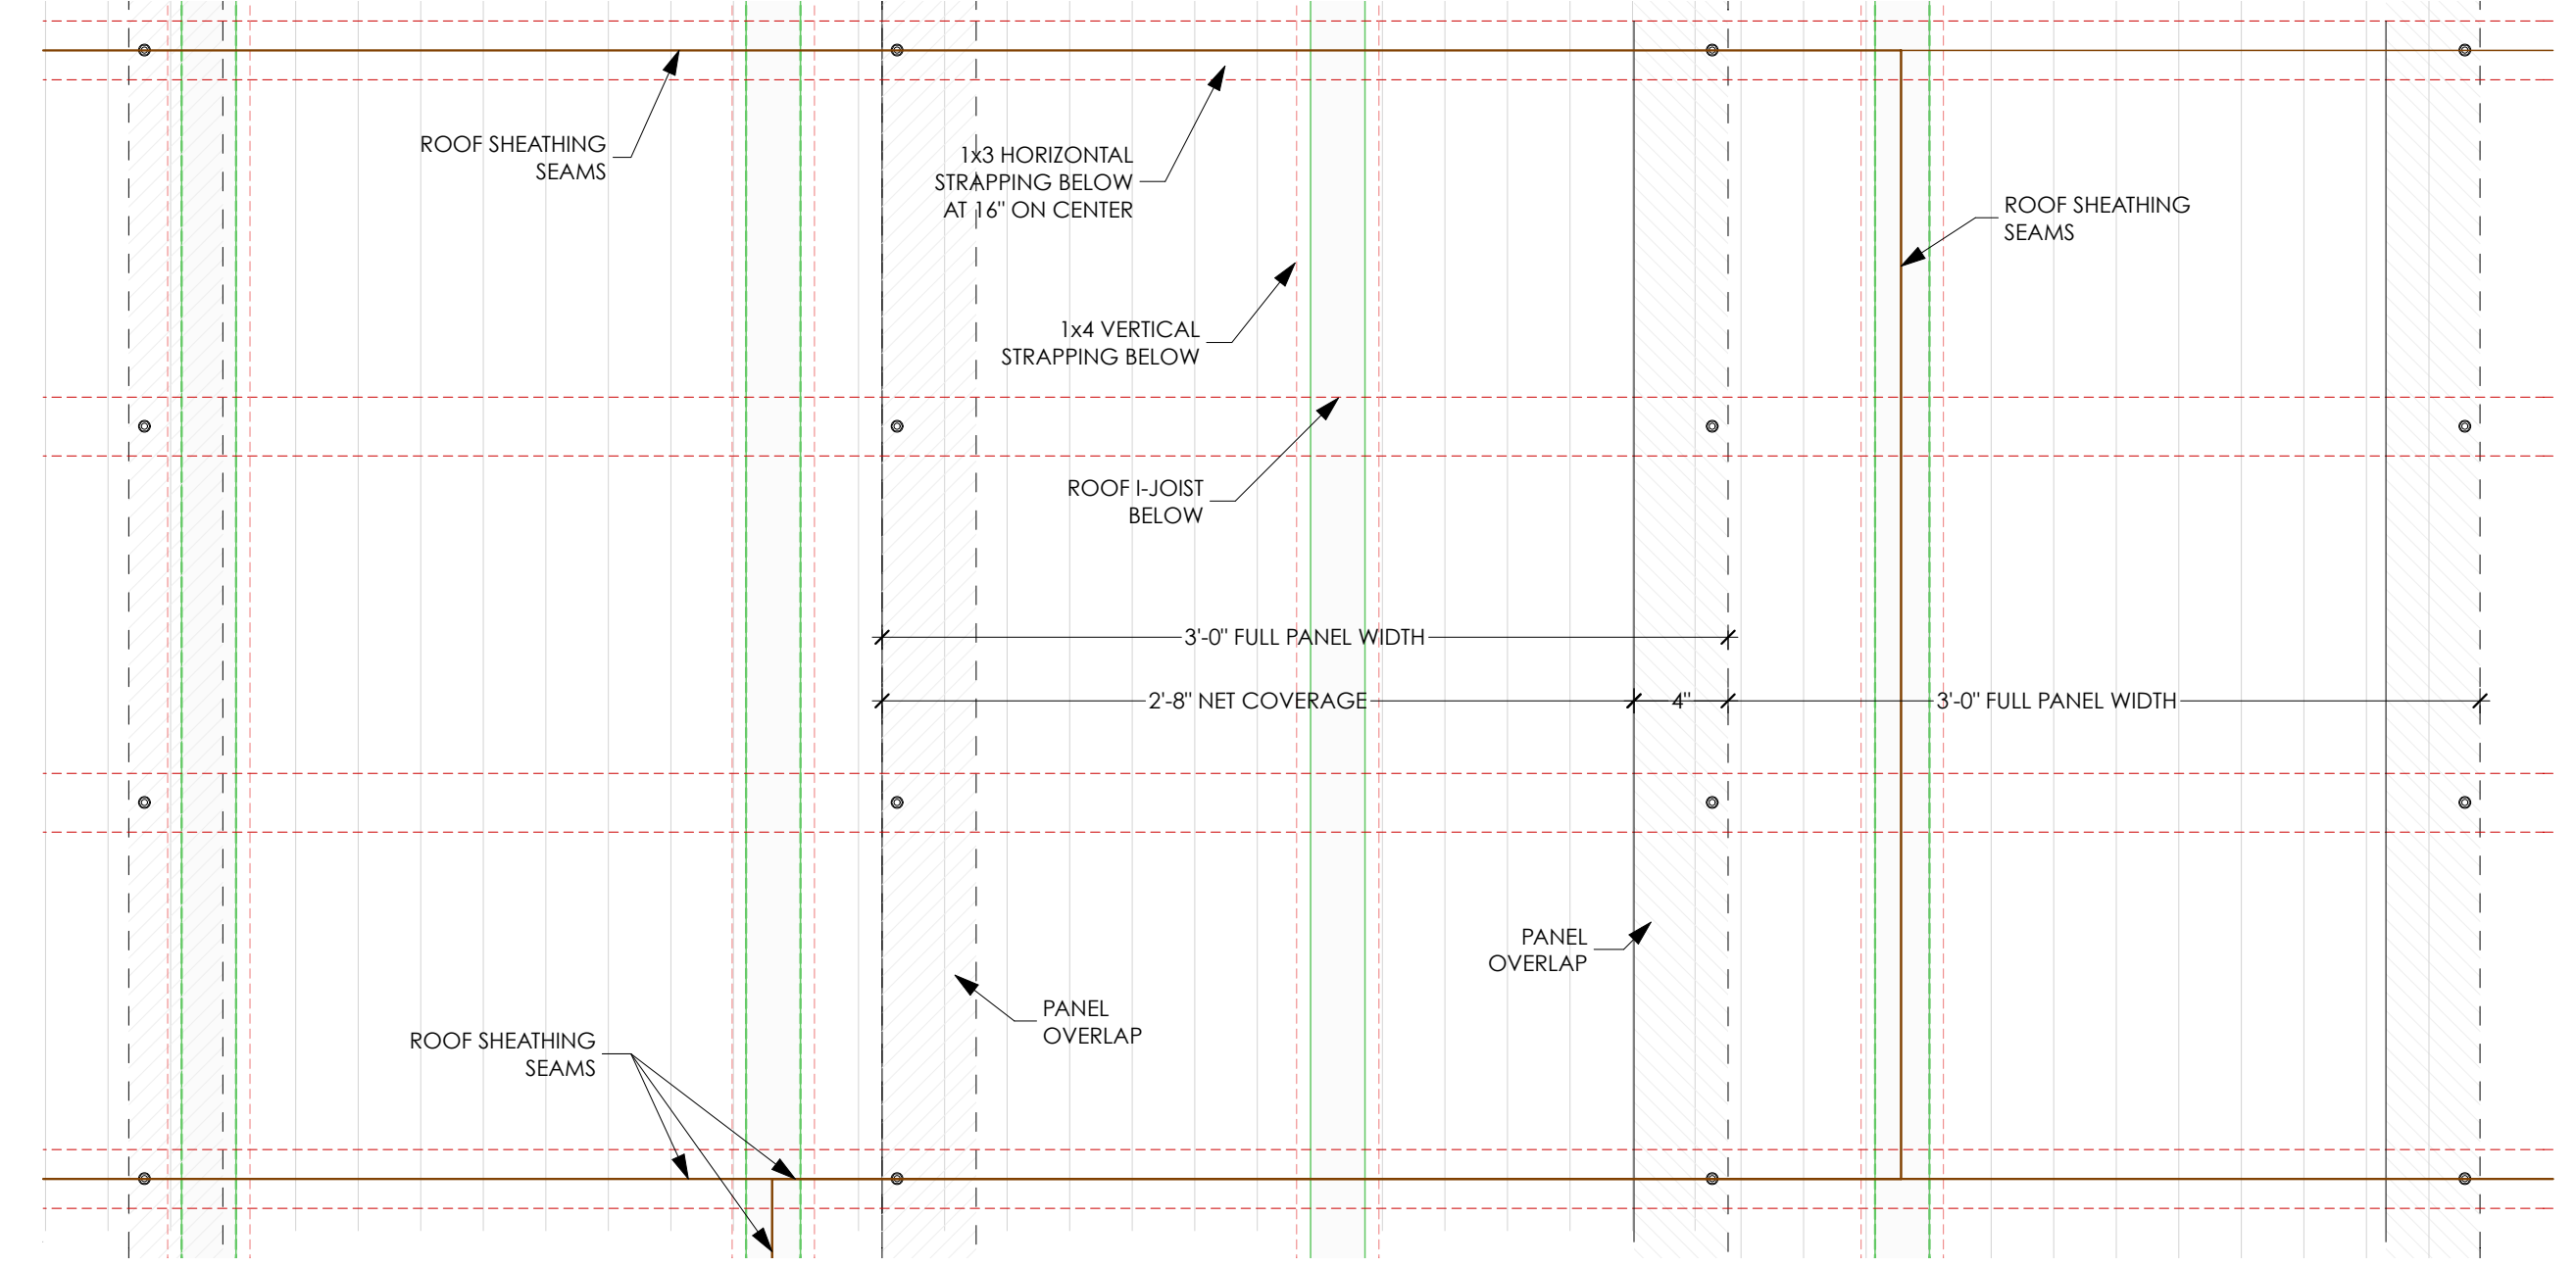 ROOF SHEATHING
SEAMS
1x3 HORIZONTAL
STRAPPING BELOW
AT 16" ON CENTER
ROOF SHEATHING
SEAMS
1x4 VERTICAL
STRAPPING BELOW
ROOF I-JOIST
BELOW
3'-0" FULL PANEL WIDTH
2'-8" NET COVERAGE
4"
3'-0" FULL PANEL WIDTH
PANEL
OVERLAP
PANEL
OVERLAP
ROOF SHEATHING
SEAMS